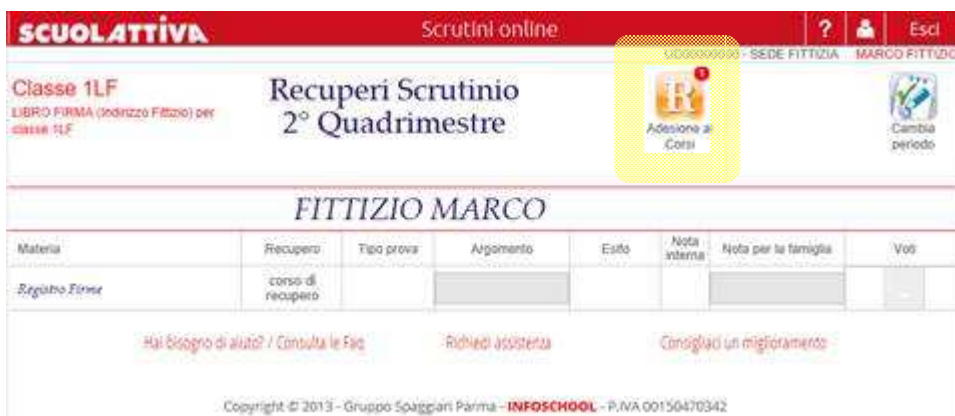 SCUOLATTIVA Scrutini online ? Esci
- SEDE FITTIZIA MARCO FITTIZIO
Classe 1LF
LIBRO FIRMA (Indirizzo Fittizio) per
classe 1LF
Recuperi Scrutinio
2° Quadrimestre
R 1
Adesione ai
Corsi
Cambia
periodo
FITTIZIO MARCO
Materia Recupero Tipo prova Argomento Esito Nota interna Nota per la famiglia Voti
Registro Firme corso di recupero
Hai bisogno di aiuto? / Consulta le Faq Richiedi assistenza Consigliaci un miglioramento
Copyright © 2013 - Gruppo Spaggiari Parma - INFOSCHOOL - P.IVA 00150470342